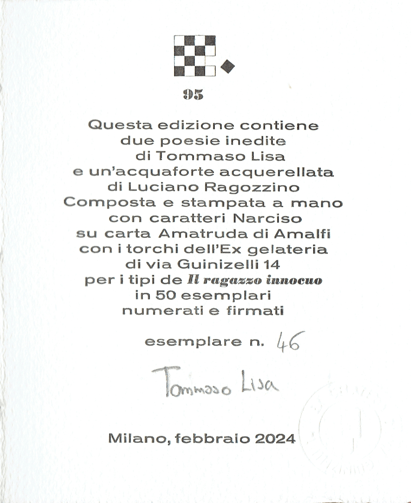 95
Questa edizione contiene
due poesie inedite
di Tommaso Lisa
e un'acquaforte acquerellata
di Luciano Ragozzino
Composta e stampata a mano
con caratteri Narciso
su carta Amatruda di Amalfi
con i torchi dell'Ex gelateria
di via Guinizelli 14
per i tipi de Il ragazzo innocuo
in 50 esemplari
numerati e firmati
esemplare n. 46
Tommaso Lisa
Milano, febbraio 2024